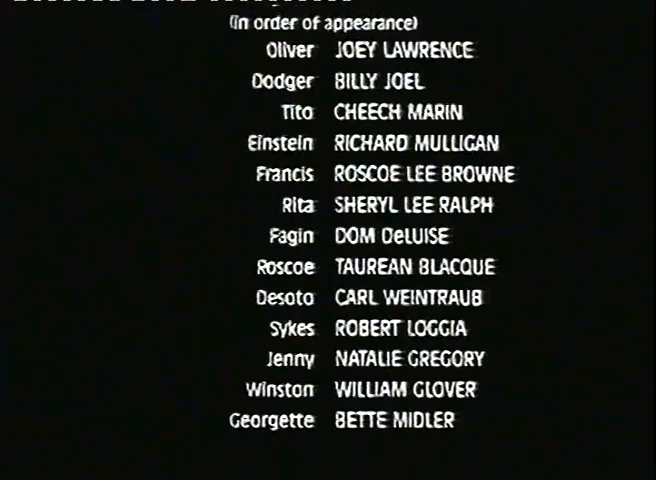 (in order of appearance)
Oliver JOEY LAWRENCE
Dodger BILLY JOEL
Tito CHEECH MARIN
Einstein RICHARD MULLIGAN
Francis ROSCOE LEE BROWNE
Rita SHERYL LEE RALPH
Fagin DOM DeLUISE
Roscoe TAUREAN BLACQUE
Desoto CARL WEINTRAUB
Sykes ROBERT LOGGIA
Jenny NATALIE GREGORY
Winston WILLIAM GLOVER
Georgette BETTE MIDLER